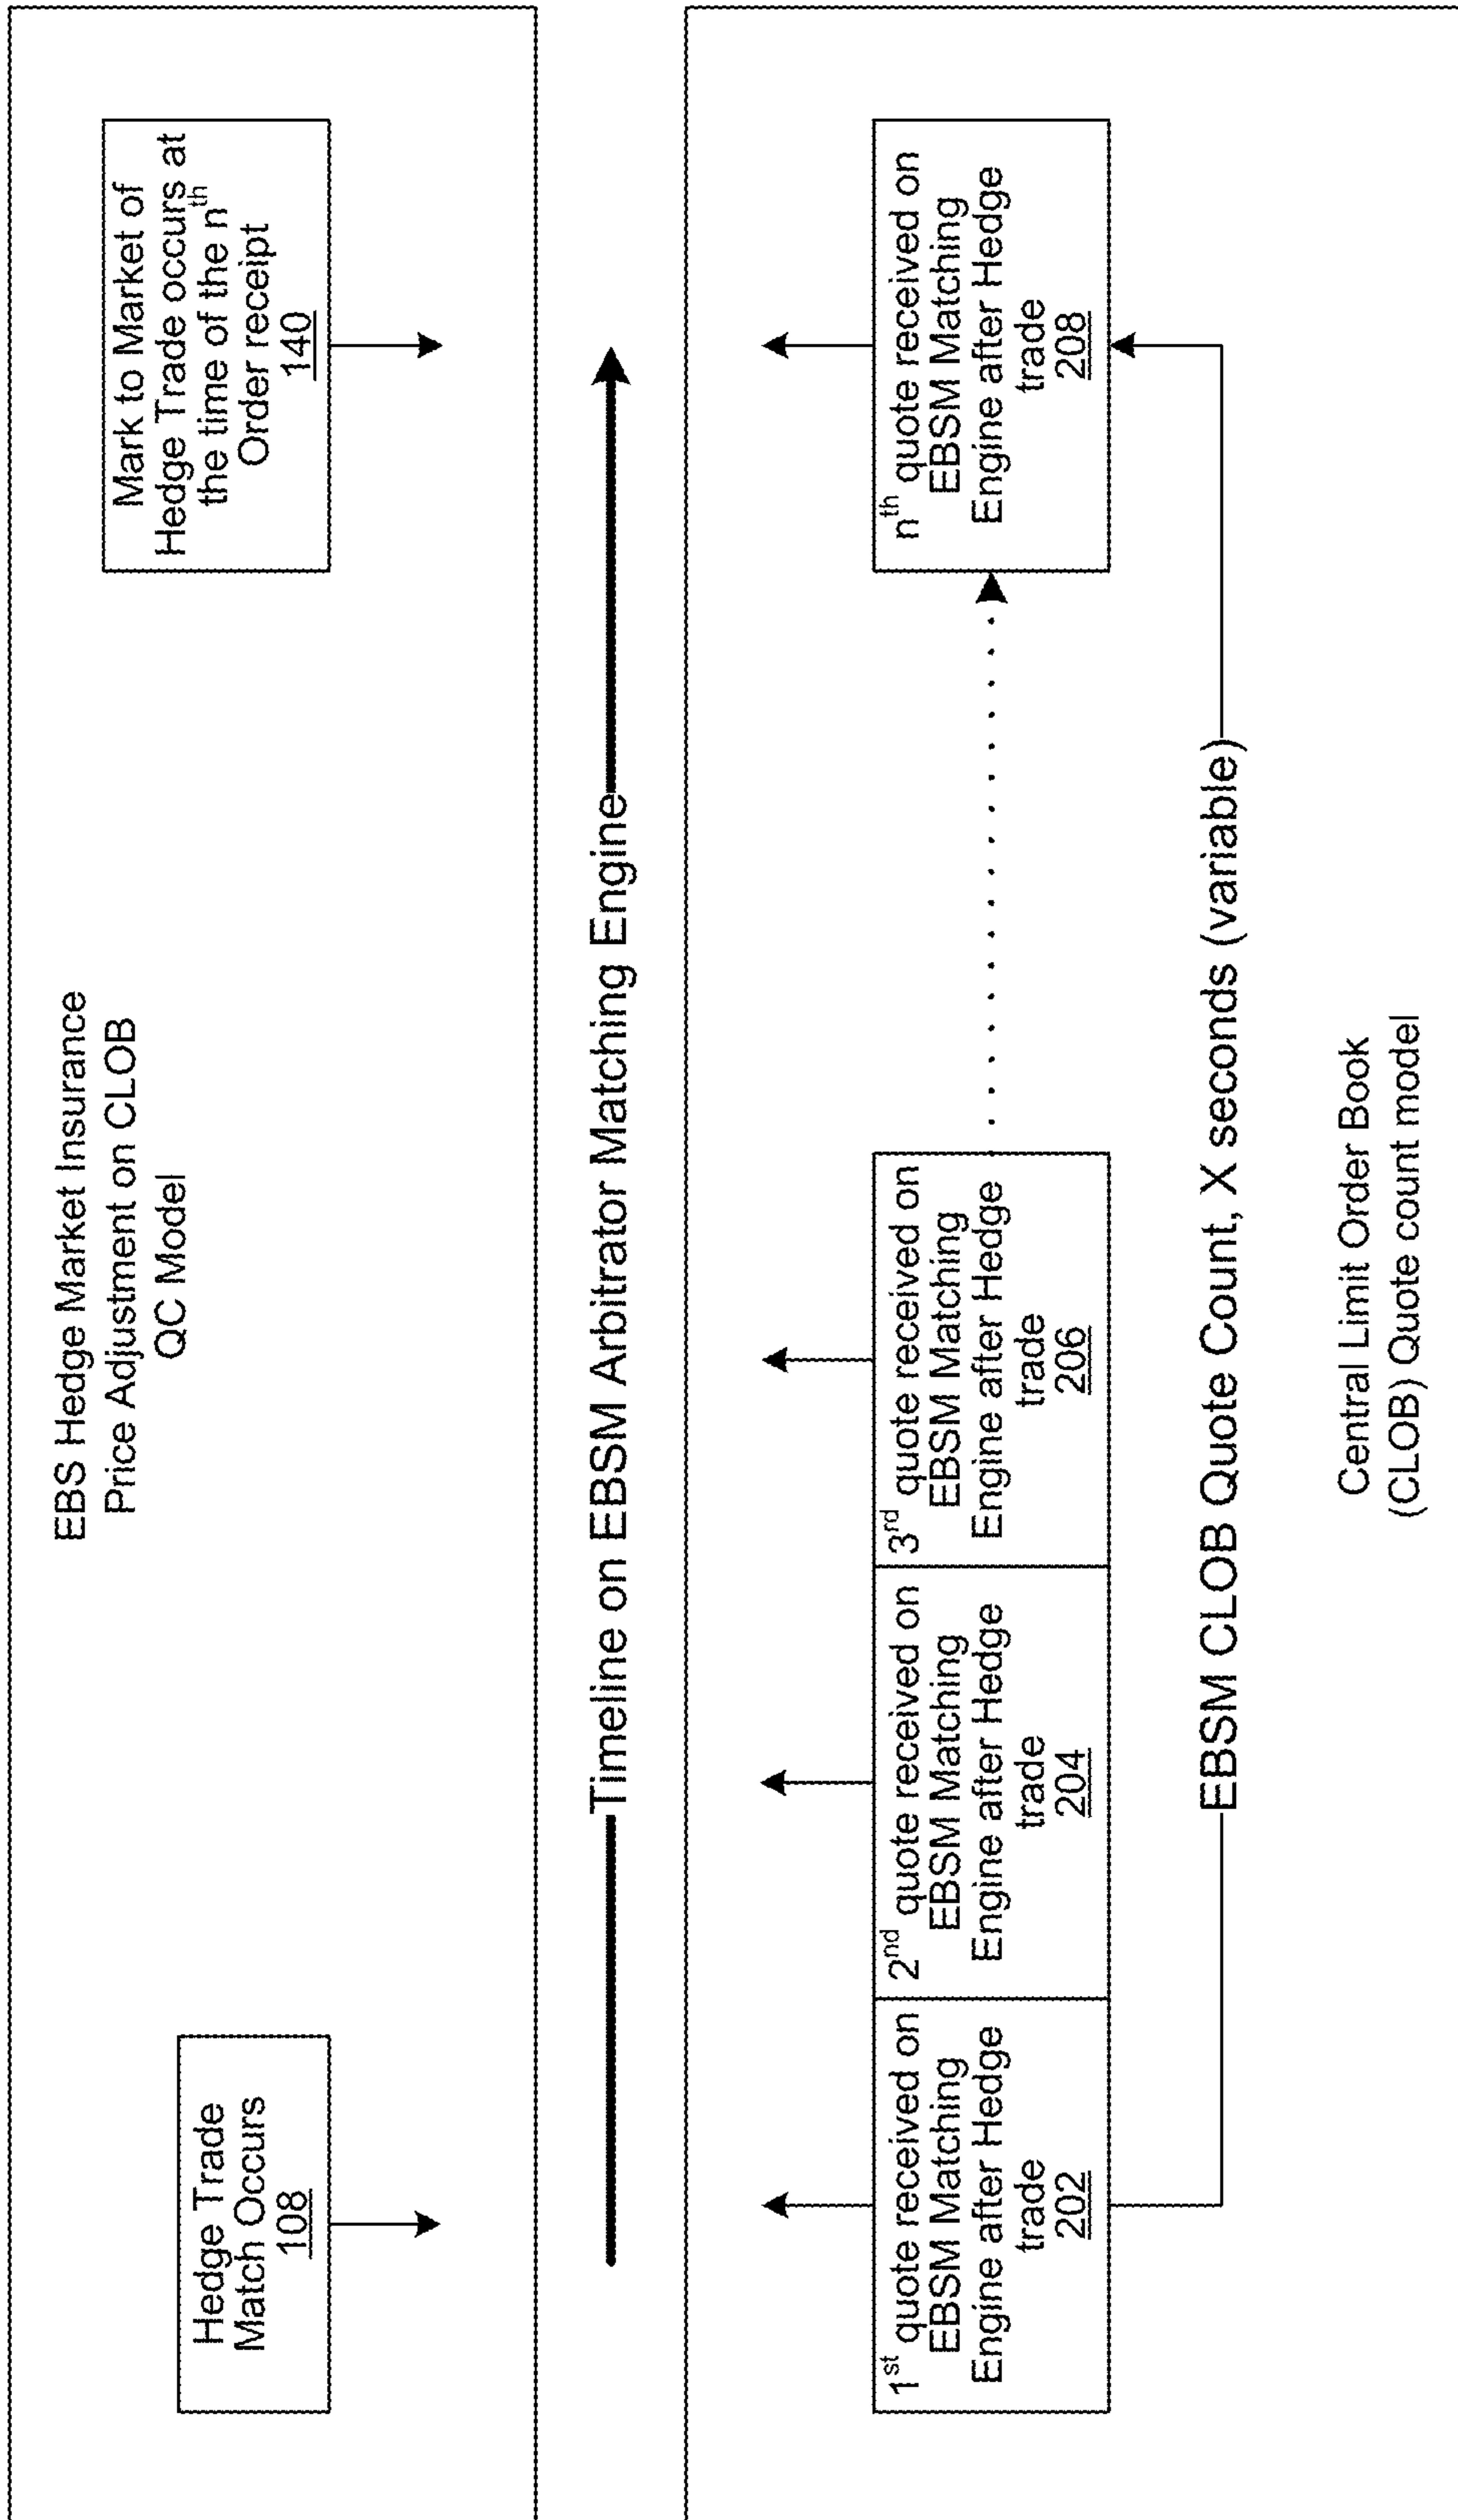 EBS Hedge Market Insurance
Price Adjustment on CLOB
QC Model
Hedge Trade
Match Occurs
108
Mark to Market of
Hedge Trade occurs at
the time of the nth
Order receipt
140
Timeline on EBSM Arbitrator Matching Engine
1st quote received on
EBSM Matching
Engine after Hedge
trade
202
2nd quote received on
EBSM Matching
Engine after Hedge
trade
204
3rd quote received on
EBSM Matching
Engine after Hedge
trade
206
nth quote received on
EBSM Matching
Engine after Hedge
trade
208
EBSM CLOB Quote Count, X seconds (variable)
Central Limit Order Book
(CLOB) Quote count model